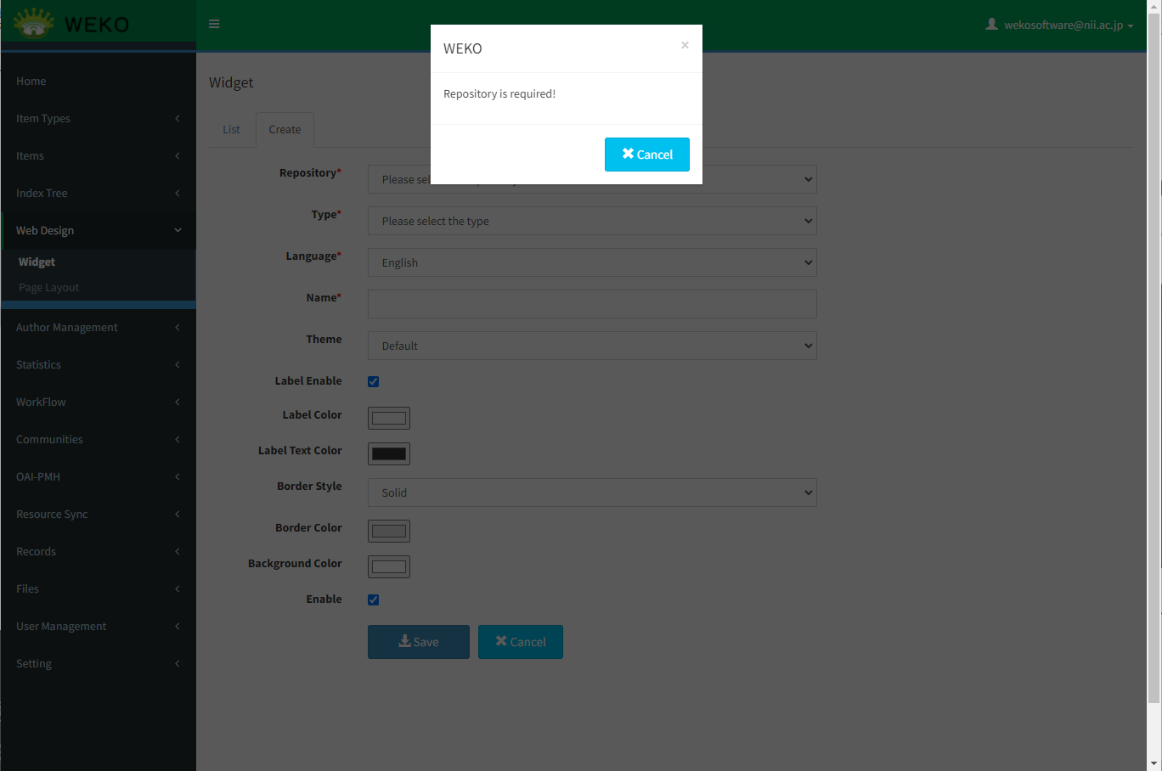 WEKO
wekosoftware@nii.ac.jp
WEKO
×
Repository is required!
Cancel
Home
Item Types
Items
Index Tree
Web Design
Widget
Page Layout
Author Management
Statistics
WorkFlow
Communities
OAI-PMH
Resource Sync
Records
Files
User Management
Setting
Widget
List Create
Repository*
Please
Type* Please select the type
Language* English
Name*
Theme Default
Label Enable
Label Color
Label Text Color
Border Style Solid
Border Color
Background Color
Enable
Save Cancel